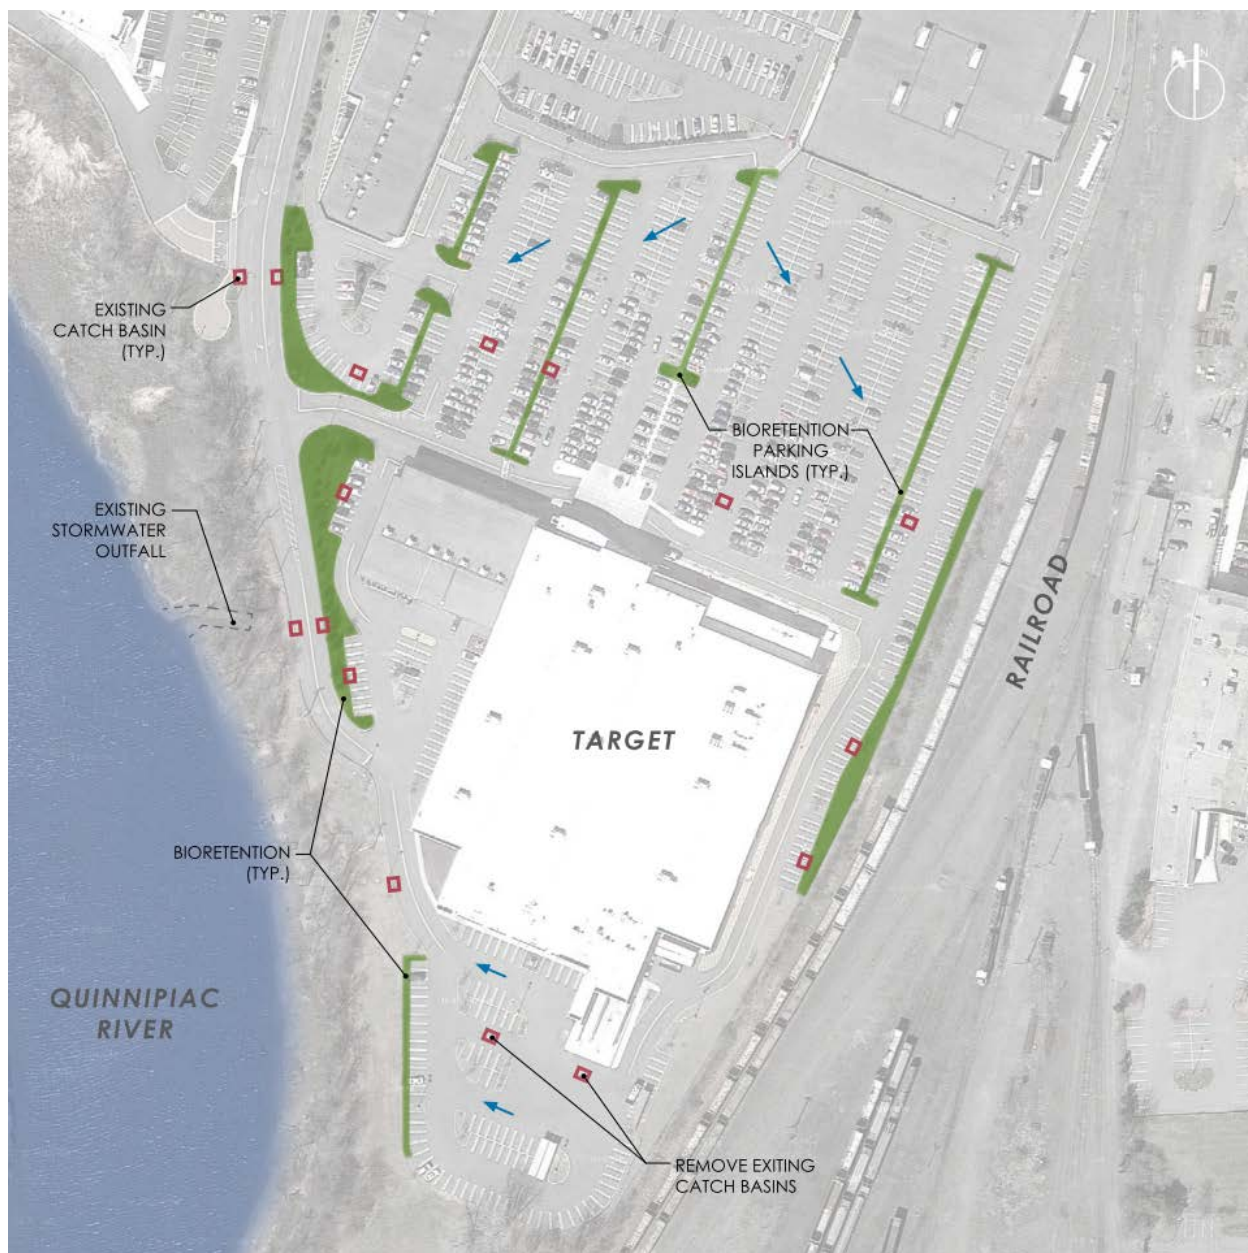 N
EXISTING
CATCH BASIN
(TYP.)
BIORETENTION
PARKING
ISLANDS (TYP.)
EXISTING
STORMWATER
OUTFALL
RAILROAD
TARGET
BIORETENTION
(TYP.)
QUINNIPIAC
RIVER
REMOVE EXITING
CATCH BASINS